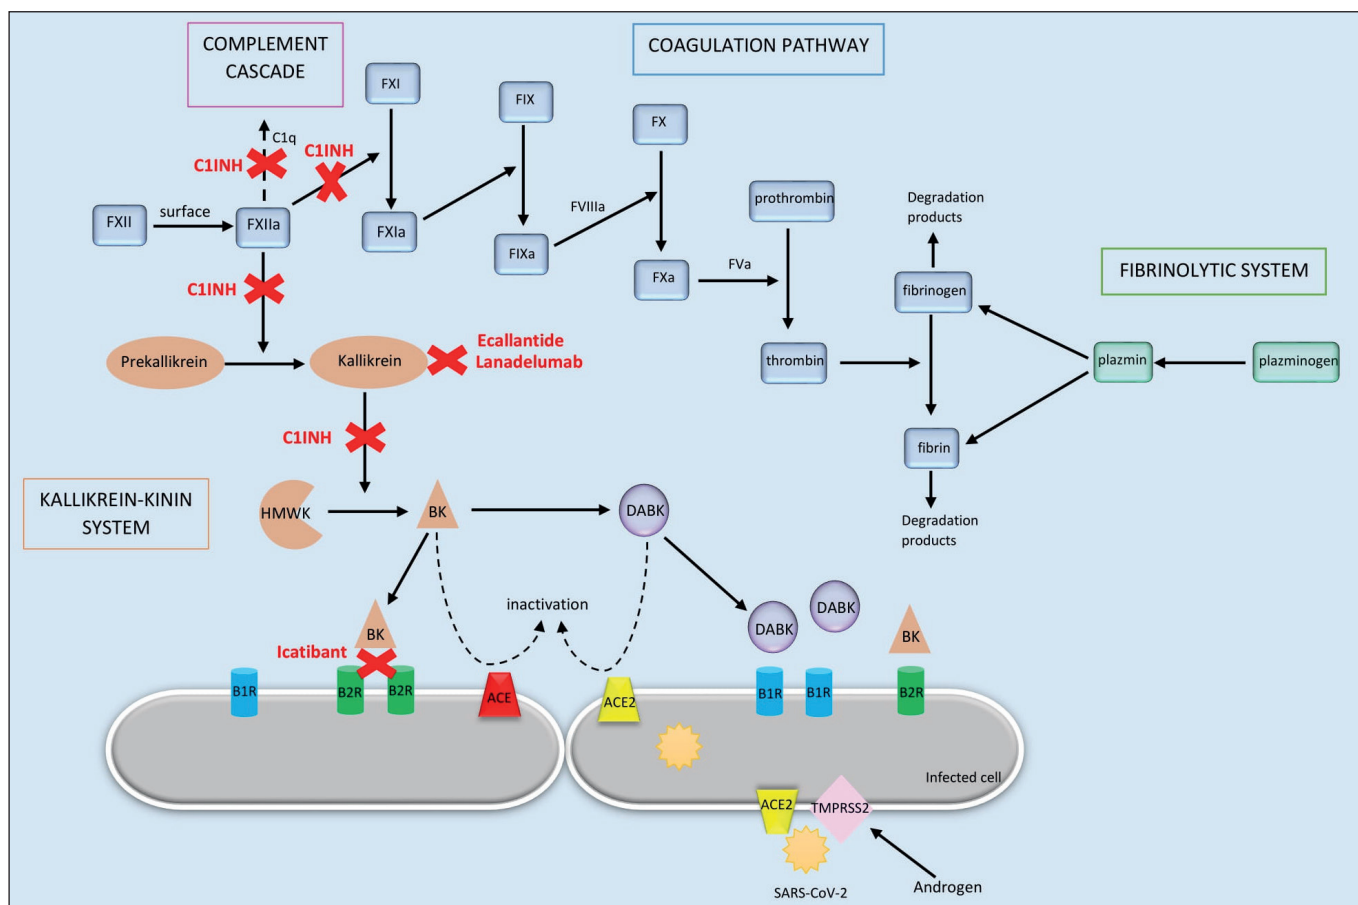 COMPLEMENT
CASCADE
COAGULATION PATHWAY
FXI
FIX
FX
C1q
C1INH
C1INH
prothrombin
Degradation
products
FXII
surface
FXIIa
FXIa
FIXa
FVIIIa
FXa
FVa
fibrinogen
FIBRINOLYTIC SYSTEM
C1INH
Prekallikrein
Kallikrein
Ecallantide
Lanadelumab
thrombin
plazmin
plazminogen
C1INH
fibrin
KALLIKREIN-KININ
SYSTEM
HMWK
BK
DABK
Degradation
products
inactivation
BK
Icatibant
DABK
DABK
BK
B1R
B2R
B2R
ACE
ACE2
B1R
B1R
B2R
Infected cell
ACE2
TMPRSS2
SARS-CoV-2
Androgen